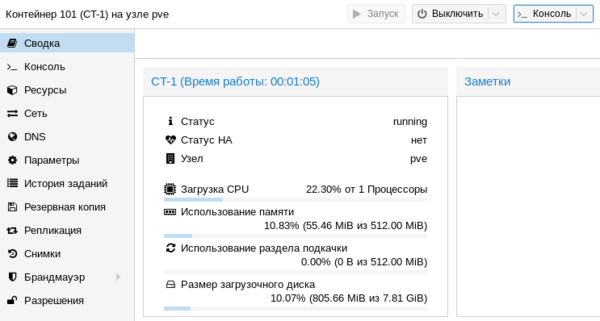 Контейнер 101 (CT-1) на узле pve
Запуск
Выключить
Консоль
Сводка
Консоль
Ресурсы
Сеть
DNS
Параметры
История заданий
Резервная копия
Репликация
Снимки
Брандмауэр
Разрешения
CT-1 (Время работы: 00:01:05)
Статус running
Статус HA нет
Узел pve
Загрузка CPU 22.30% от 1 Процессоры
Использование памяти
10.83% (55.46 MiB из 512.00 MiB)
Использование раздела подкачки
0.00% (0 B из 512.00 MiB)
Размер загрузочного диска
10.07% (805.66 MiB из 7.81 GiB)
Заметки